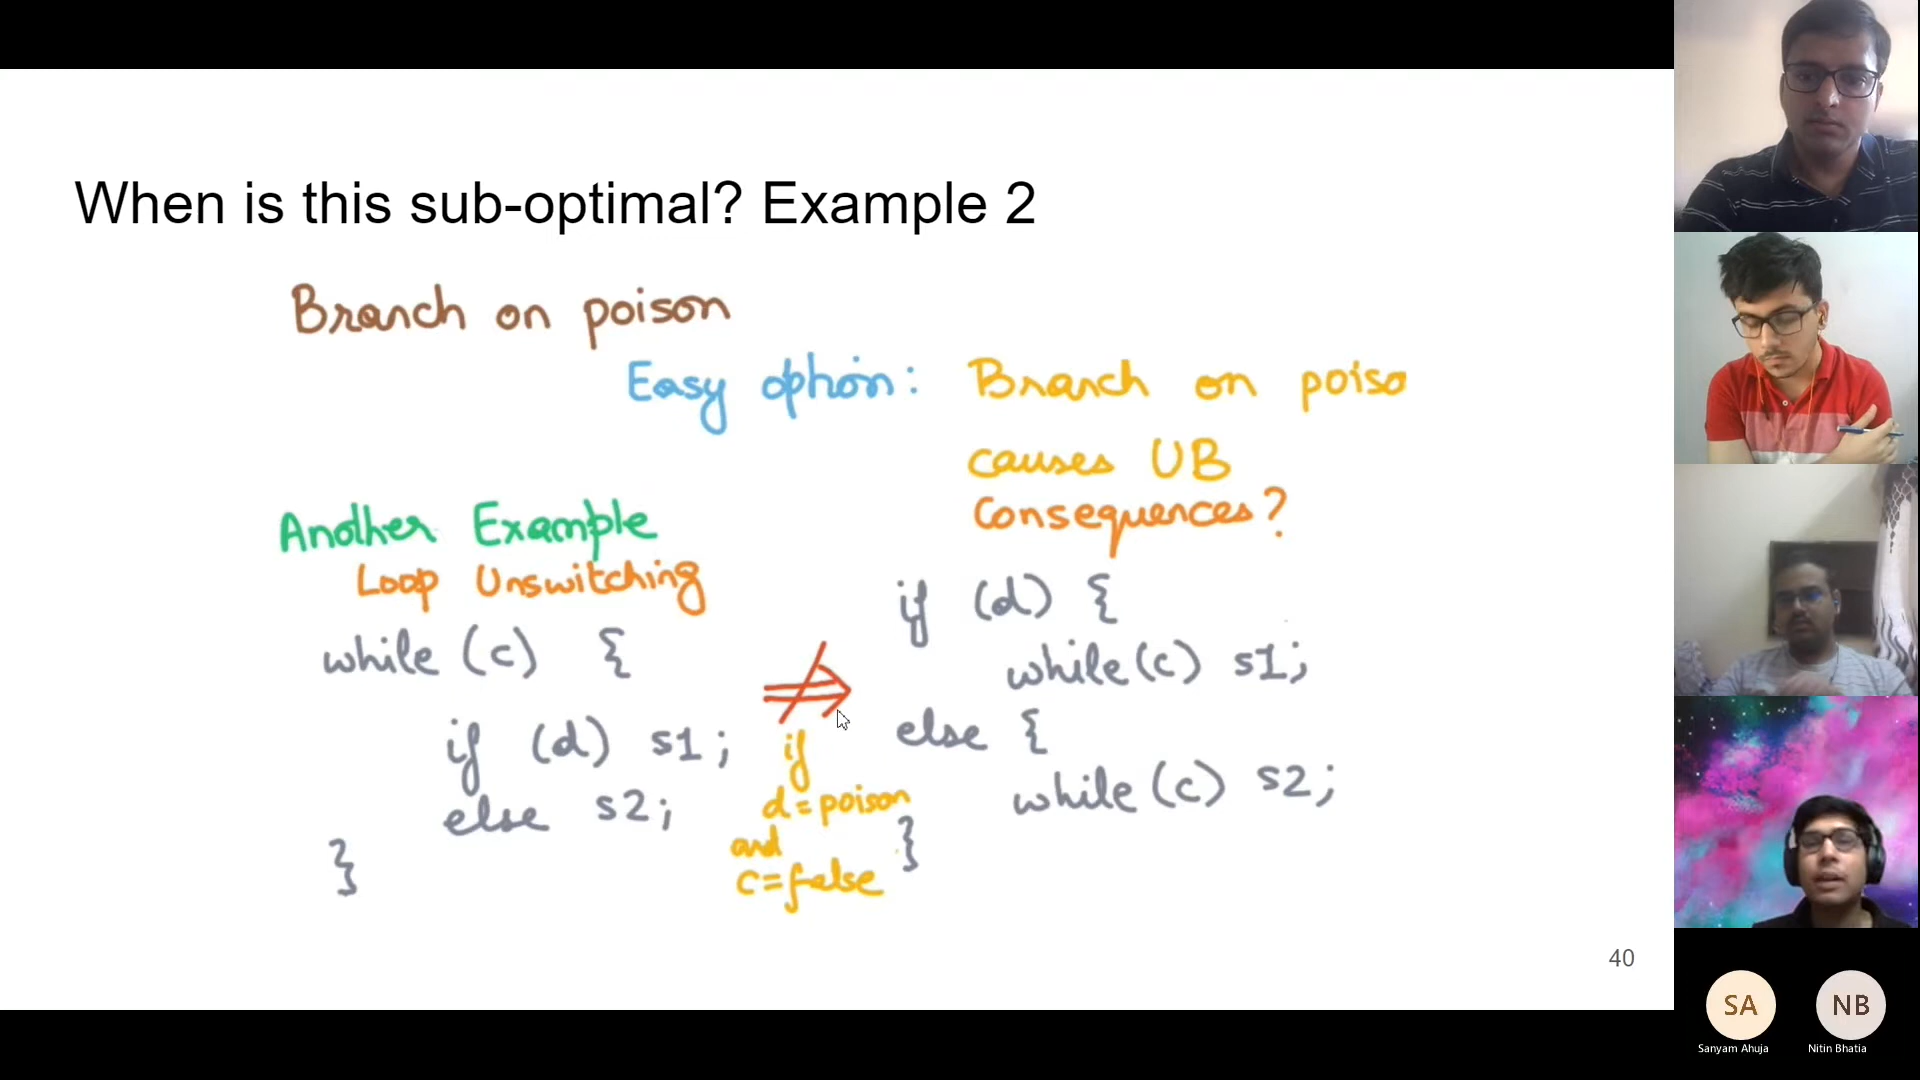 When is this sub-optimal? Example 2
Branch on poison
Easy option: Branch on poiso
causes UB
Consequences?
Another Example
Loop Unswitching
while (c) {
if (d) s1;
else s2;
}
if
d=poison
and
c=false
if (d) {
while(c) s1;
else {
while(c) s2;
}
40
SA
NB
Sanyam Ahuja
Nitin Bhatia